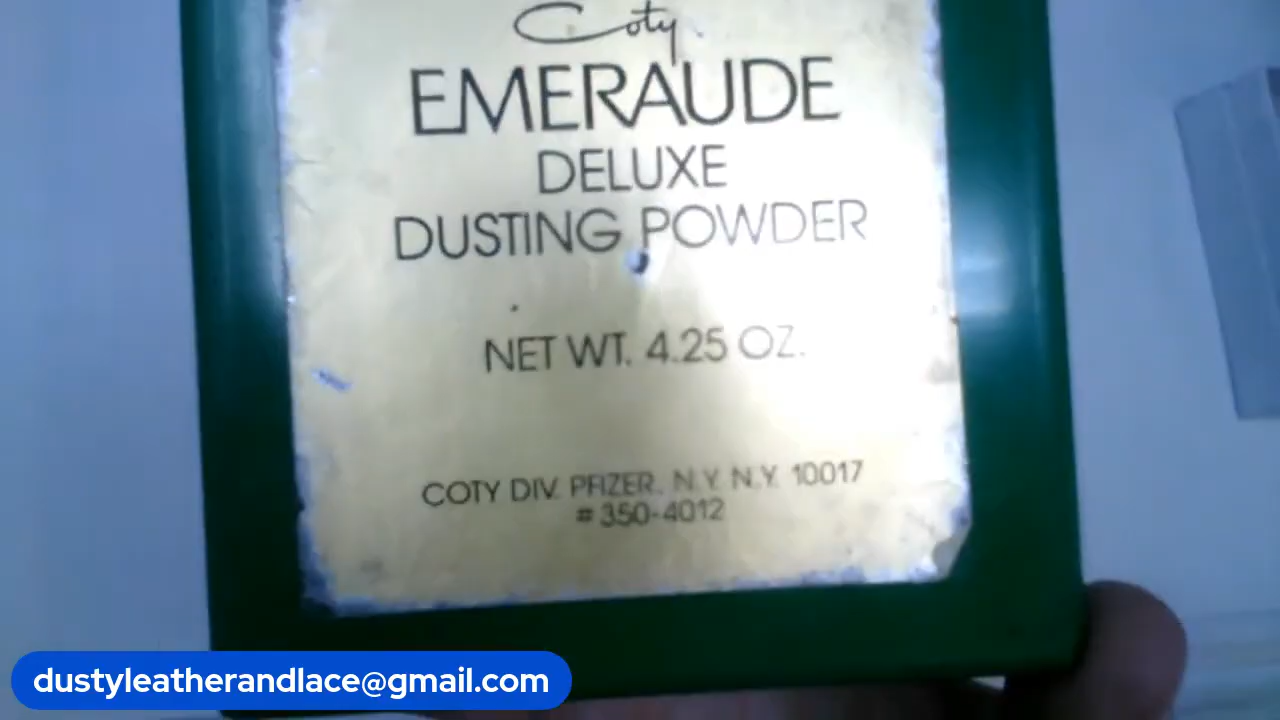 Coty
EMERAUDE
DELUXE
DUSTING POWDER
NET WT. 4.25 OZ.
COTY DIV. PFIZER, N.Y. N.Y. 10017
#350-4012
dustyleatherandlace@gmail.com